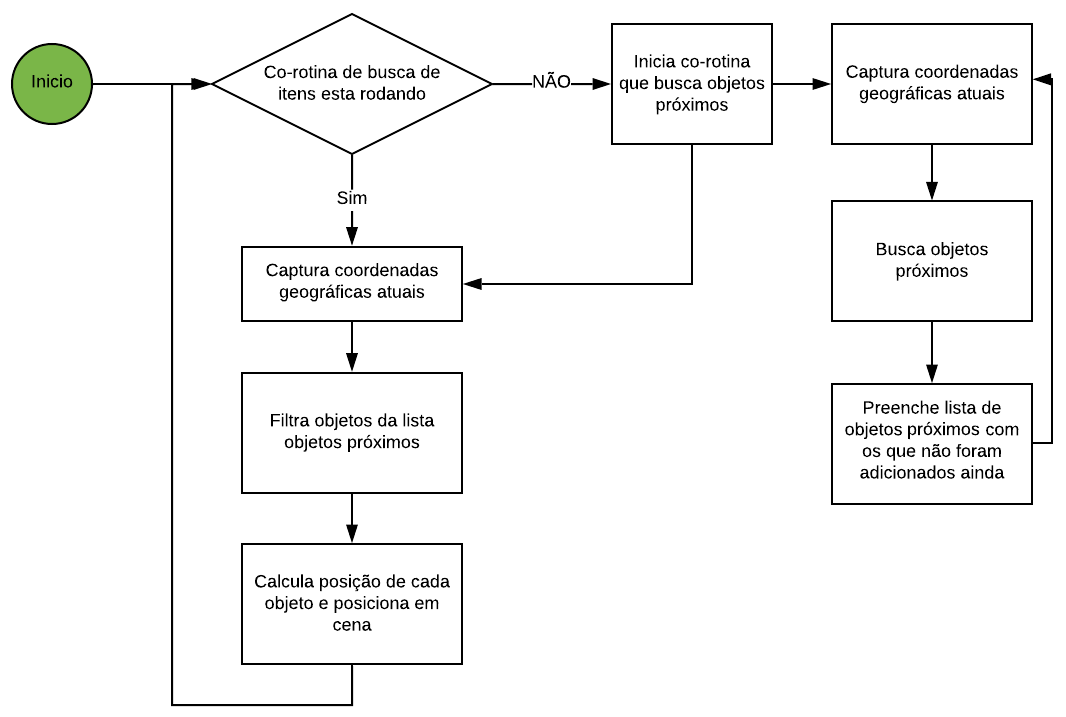 Inicio
Co-rotina de busca de
itens esta rodando
NÃO
Inicia co-rotina
que busca objetos
próximos
Captura coordenadas
geográficas atuais
Sim
Captura coordenadas
geográficas atuais
Busca objetos
próximos
Filtra objetos da lista
objetos próximos
Preenche lista de
objetos próximos com
os que não foram
adicionados ainda
Calcula posição de cada
objeto e posiciona em
cena